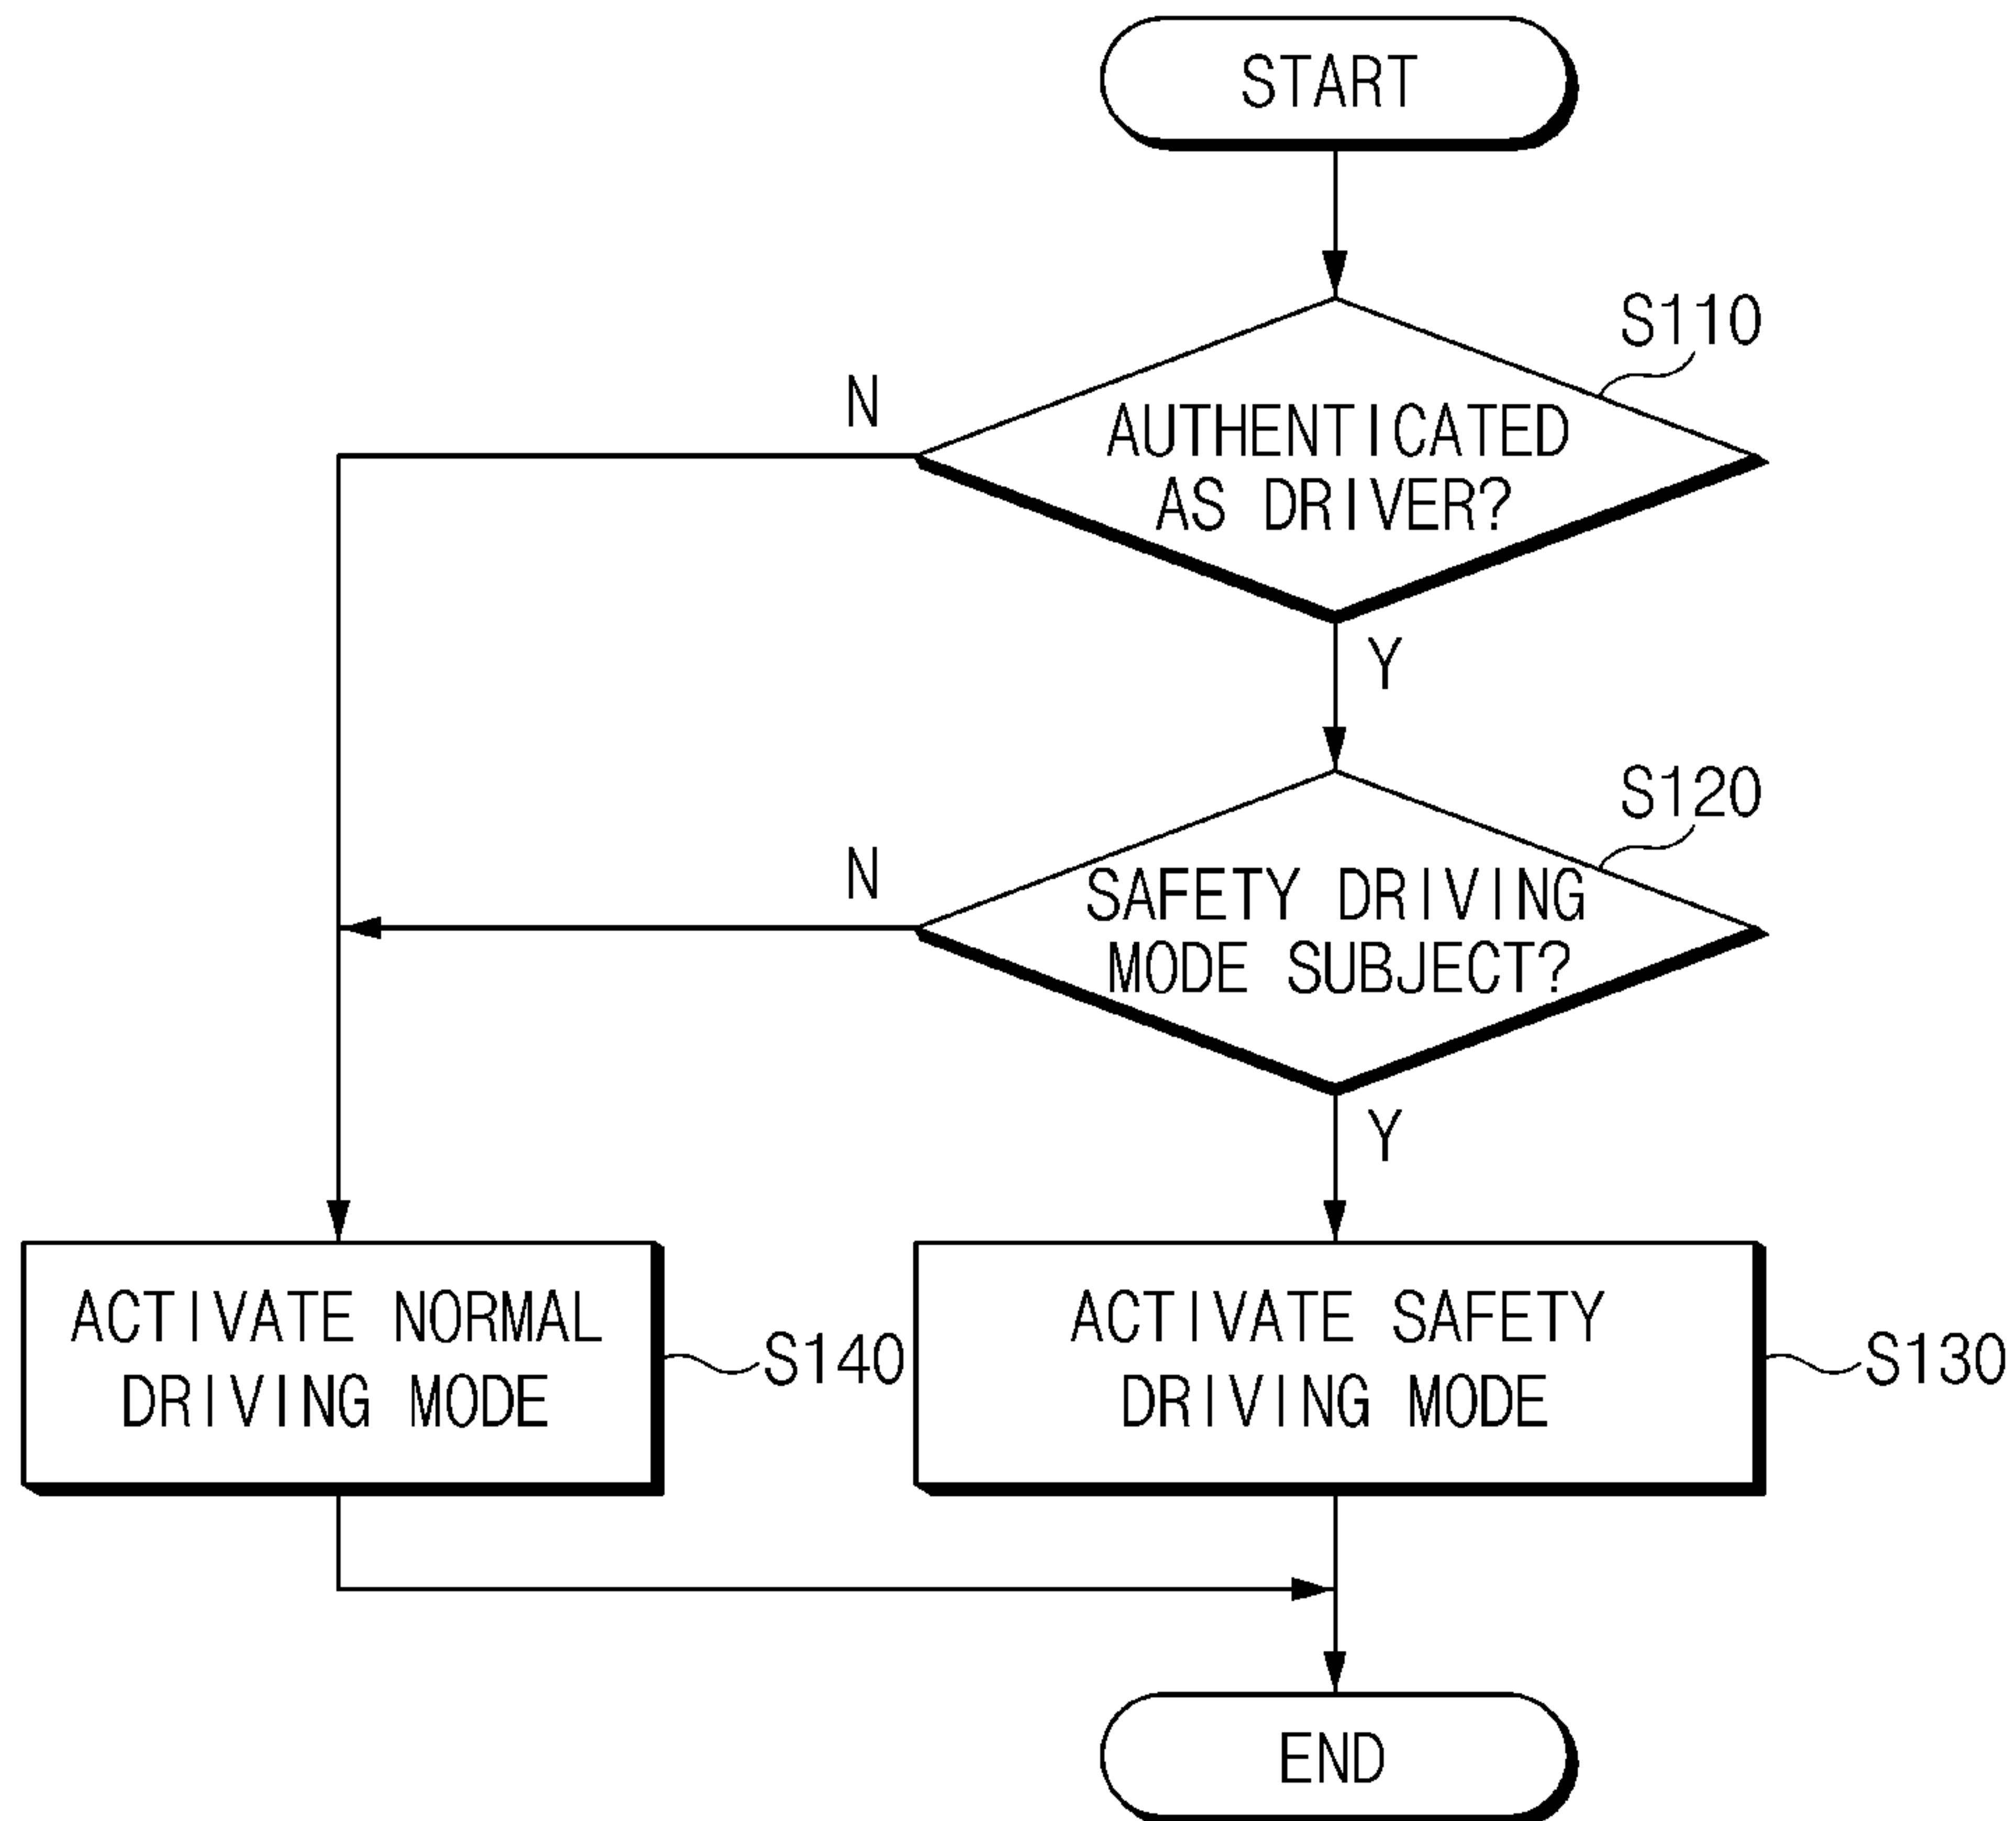 START
S110
N
AUTHENTICATED
AS DRIVER?
Y
S120
N
SAFETY DRIVING
MODE SUBJECT?
Y
ACTIVATE NORMAL
DRIVING MODE
S140
ACTIVATE SAFETY
DRIVING MODE
S130
END